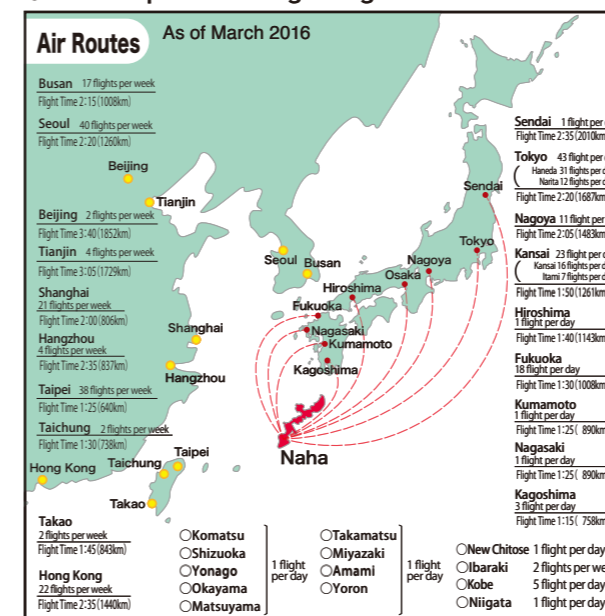 Air Routes
As of March 2016
Busan 17 flights per week
Flight Time 2:15 (1008km)
Seoul 40 flights per week
Flight Time 2:20 (1260km)
Beijing
Tianjin
Beijing 2 flights per week
Flight Time 3:40 (1852km)
Tianjin 4 flights per week
Flight Time 3:05 (1729km)
Shanghai
21 flights per week
Flight Time 2:00 (806km)
Hangzhou
4 flights per week
Flight Time 2:35 (837km)
Taipei 38 flights per week
Flight Time 1:25 (640km)
Taichung 2 flights per week
Flight Time 1:30 (738km)
Shanghai
Hangzhou
Hong Kong
Taichung
Taipei
Takao
Seoul
Busan
Hiroshima
Fukuoka
Nagasaki
Kumamoto
Kagoshima
Osaka
Nagoya
Tokyo
Sendai
Naha
Sendai 1 flight per
Flight Time 2:35 (2010km
Tokyo 43 flight per
Haneda 31 flights per
Narita 12 flights per
Flight Time 2:20 (1687km
Nagoya 11 flight per
Flight Time 2:05 (1483km
Kansai 23 flight per
Kansai 16 flights per
Itami 7 flights per
Flight Time 1:50 (1261km
Hiroshima
1 flight per day
Flight Time 1:40 (1143km
Fukuoka
18 flight per day
Flight Time 1:30 (1008km
Kumamoto
1 flight per day
Flight Time 1:25 ( 890km
Nagasaki
1 flight per day
Flight Time 1:25 ( 890km
Kagoshima
3 flight per day
Flight Time 1:15 ( 758km
Takao
2 flights per week
Flight Time 1:45 (843km)
Hong Kong
22 flights per week
Flight Time 2:35 (1440km)
○Komatsu
○Shizuoka
○Yonago
○Okayama
○Matsuyama
1 flight
per day
○Takamatsu
○Miyazaki
○Amami
○Yoron
1 flight
per day
○New Chitose 1 flight per day
○Ibaraki 2 flights per
○Kobe 5 flight per day
○Niigata 1 flight per day